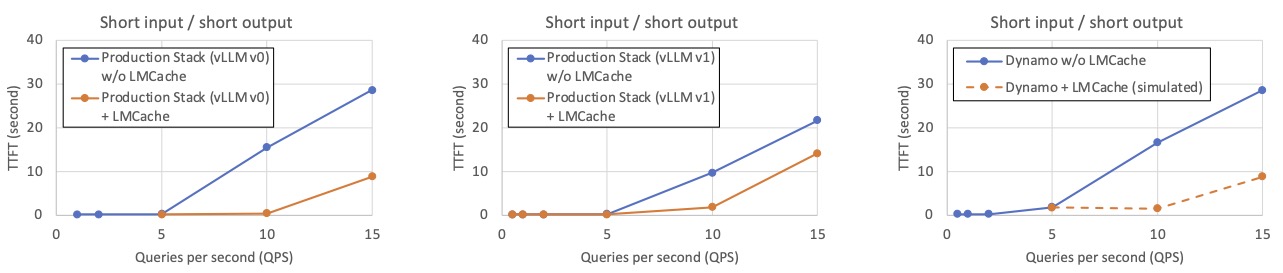 Short input / short output
40
30
20
10
0
TTFT (second)
Production Stack (vLLM v0)
w/o LMCache
Production Stack (vLLM v0)
+ LMCache
0 5 10 15
Queries per second (QPS)
Short input / short output
40
30
20
10
0
TTFT (second)
Production Stack (vLLM v1)
w/o LMCache
Production Stack (vLLM v1)
+ LMCache
0 5 10 15
Queries per second (QPS)
Short input / short output
40
30
20
10
0
TTFT (second)
Dynamo w/o LMCache
Dynamo + LMCache (simulated)
0 5 10 15
Queries per second (QPS)